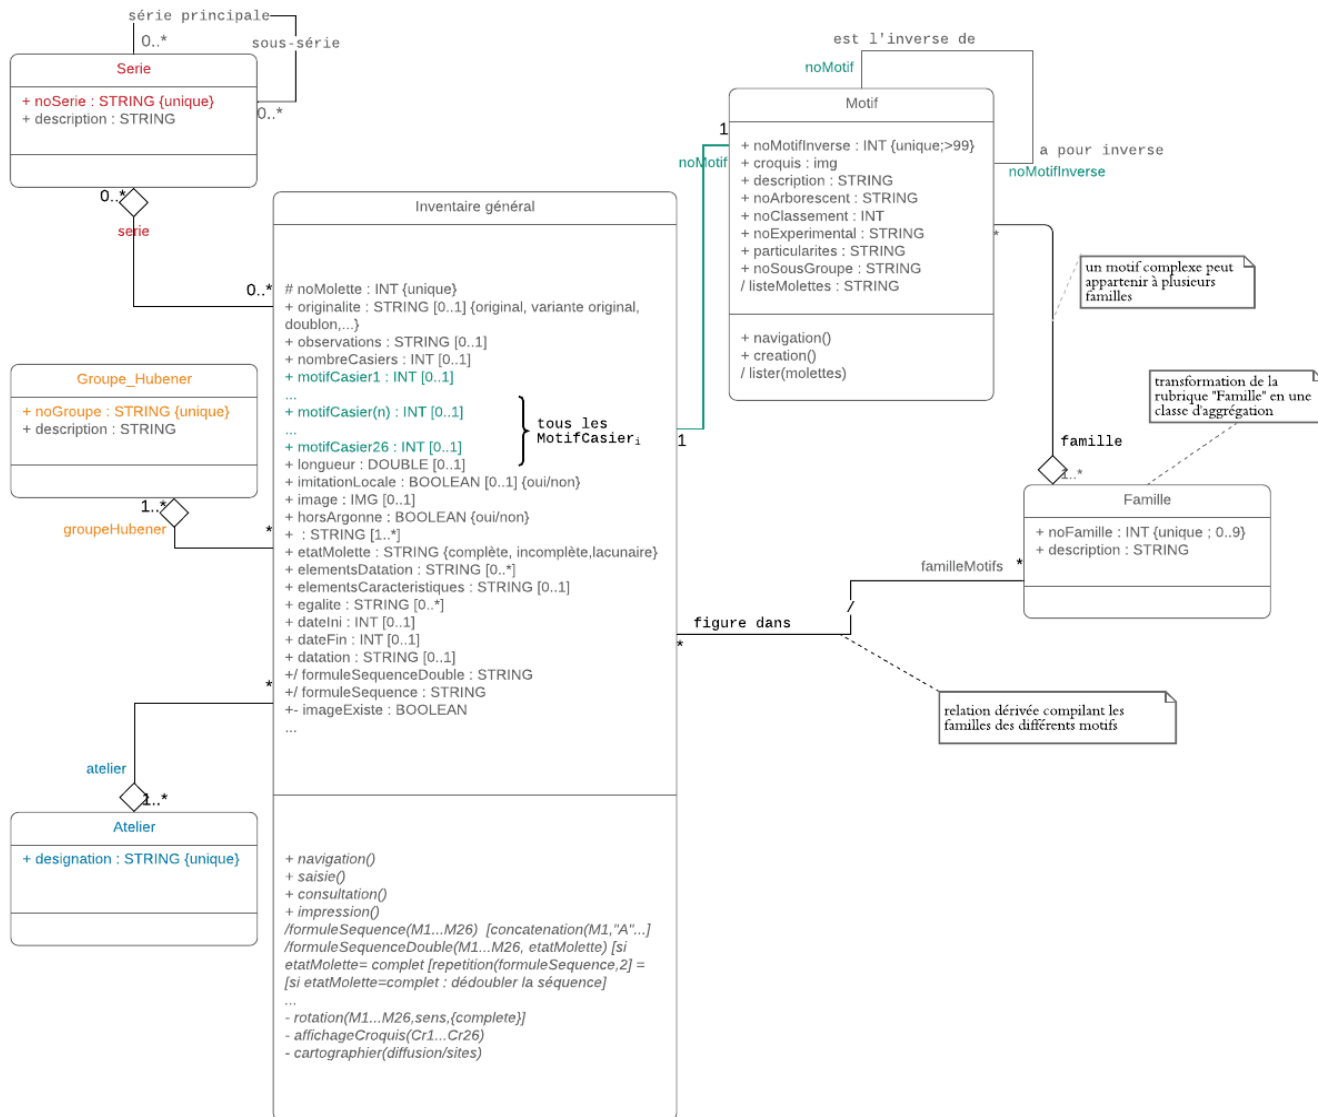 série principale
0..*
sous-série
Serie
+ noSerie : STRING {unique}
+ description : STRING
0..*
0..*
serie
0..*
Groupe_Hubener
+ noGroupe : STRING {unique}
+ description : STRING
1..*
groupeHubener
*
*
atelier
1..*
Atelier
+ designation : STRING {unique}
Inventaire général
# noMolette : INT {unique}
+ originalite : STRING [0..1] {original, variante original,
doublon,...}
+ observations : STRING [0..1]
+ nombreCasiers : INT [0..1]
+ motifCasier1 : INT [0..1]
...
+ motifCasier(n) : INT [0..1]
...
+ motifCasier26 : INT [0..1]
+ longueur : DOUBLE [0..1]
+ imitationLocale : BOOLEAN [0..1] {oui/non}
+ image : IMG [0..1]
+ horsArgonne : BOOLEAN {oui/non}
+ : STRING [1..*]
+ etatMolette : STRING {complète, incomplète,lacunaire}
+ elementsDatation : STRING [0..*]
+ elementsCaracteristiques : STRING [0..1]
+ egalite : STRING [0..*]
+ dateIni : INT [0..1]
+ dateFin : INT [0..1]
+ datation : STRING [0..1]
+/ formuleSequenceDouble : STRING
+/ formuleSequence : STRING
+- imageExiste : BOOLEAN
...
tous les
MotifCasieri
+ navigation()
+ saisie()
+ consultation()
+ impression()
/formuleSequence(M1...M26) [concatenation(M1,"A"...]
/formuleSequenceDouble(M1...M26, etatMolette) [si
etatMolette= complet [repetition(formuleSequence,2] =
[si etatMolette=complet : dédoubler la séquence]
...
- rotation(M1...M26,sens,{complete}]
- affichageCroquis(Cr1...Cr26)
- cartographier(diffusion/sites)
est l'inverse de
noMotif
Motif
1
noMotif
+ noMotifInverse : INT {unique;>99}
+ croquis : img
+ description : STRING
+ noArborescent : STRING
+ noClassement : INT
+ noExperimental : STRING
+ particularites : STRING
+ noSousGroupe : STRING
/ listeMolettes : STRING
+ navigation()
+ creation()
/ lister(molettes)
a pour inverse
noMotifInverse
*
1
un motif complexe peut
appartenir à plusieurs
familles
transformation de la
rubrique "Famille" en une
classe d'aggrégation
famille
1..*
Famille
+ noFamille : INT {unique ; 0..9}
+ description : STRING
familleMotifs
*
/
figure dans
*
relation dérivée compilant les
familles des différents motifs